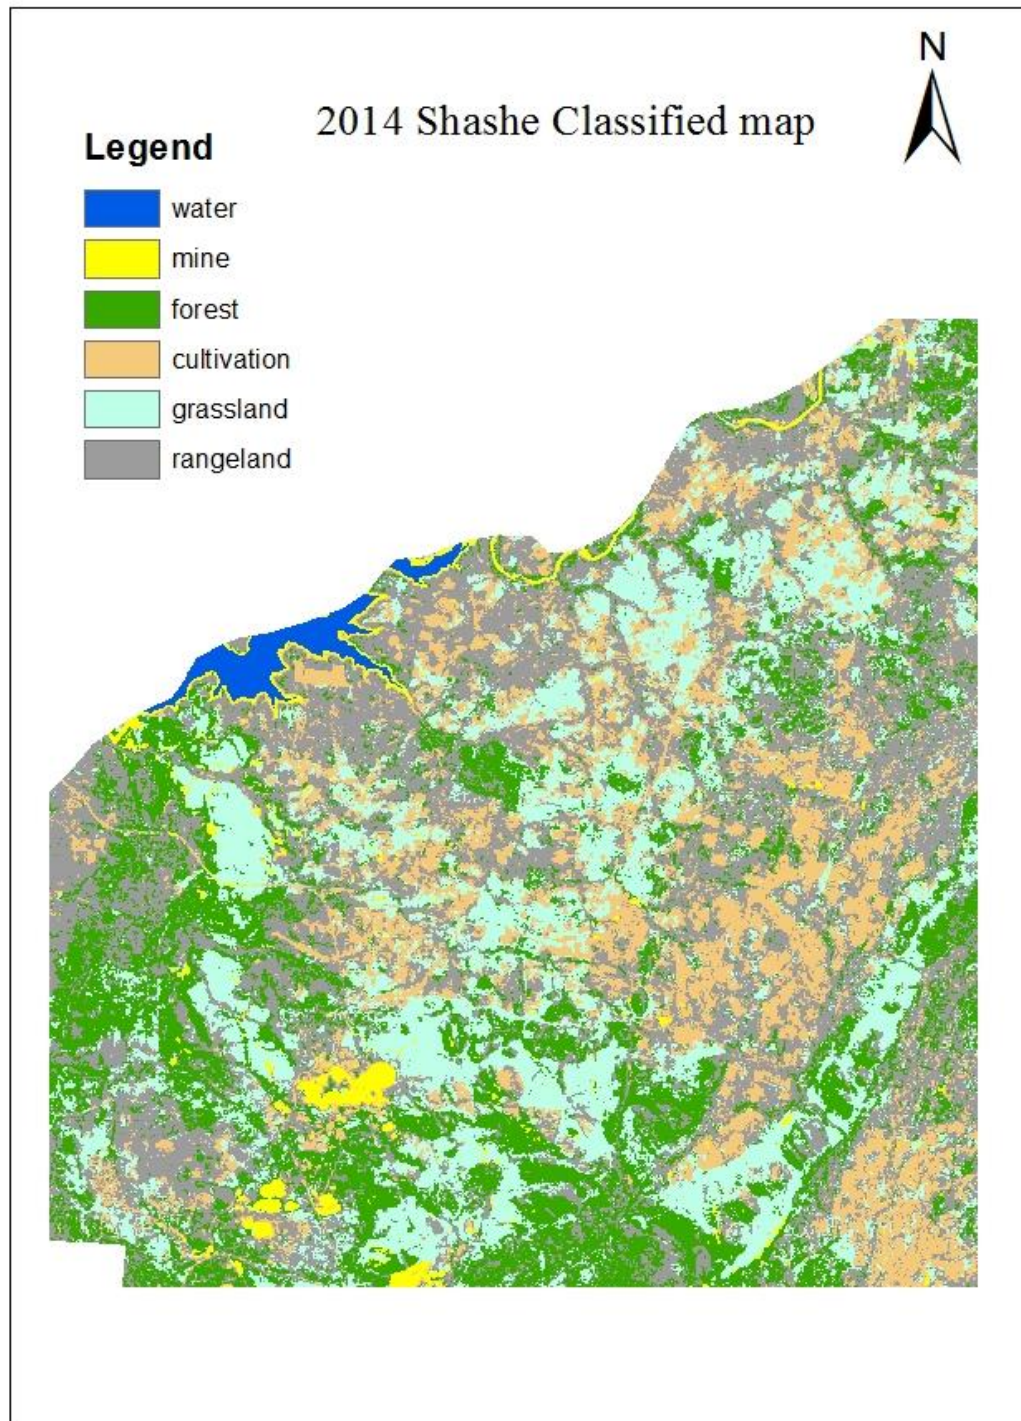 N
2014 Shashe Classified map
Legend
water
mine
forest
cultivation
grassland
rangeland